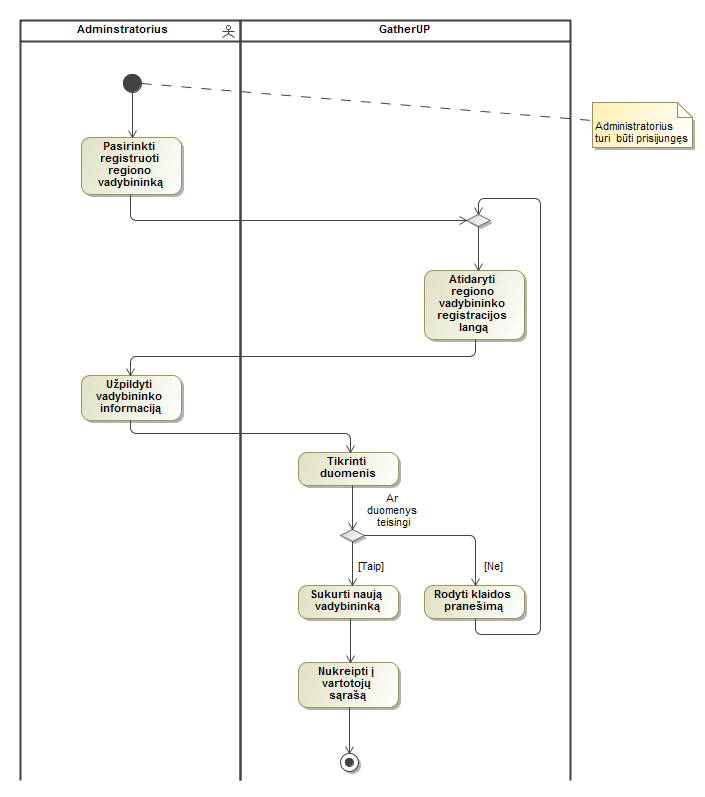 Adminstratorius
GatherUP
Administratorius
turi būti prisijungęs
Pasirinkti
registruoti
regiono
vadybininką
Atidaryti
regiono
vadybininko
registracijos
langą
Užpildyti
vadybininko
informaciją
Tikrinti
duomenis
Ar
duomenys
teisingi
[Taip]
[Ne]
Sukurti naują
vadybininką
Rodyti klaidos
pranešimą
Nukreipti į
vartotojų
sąrašą